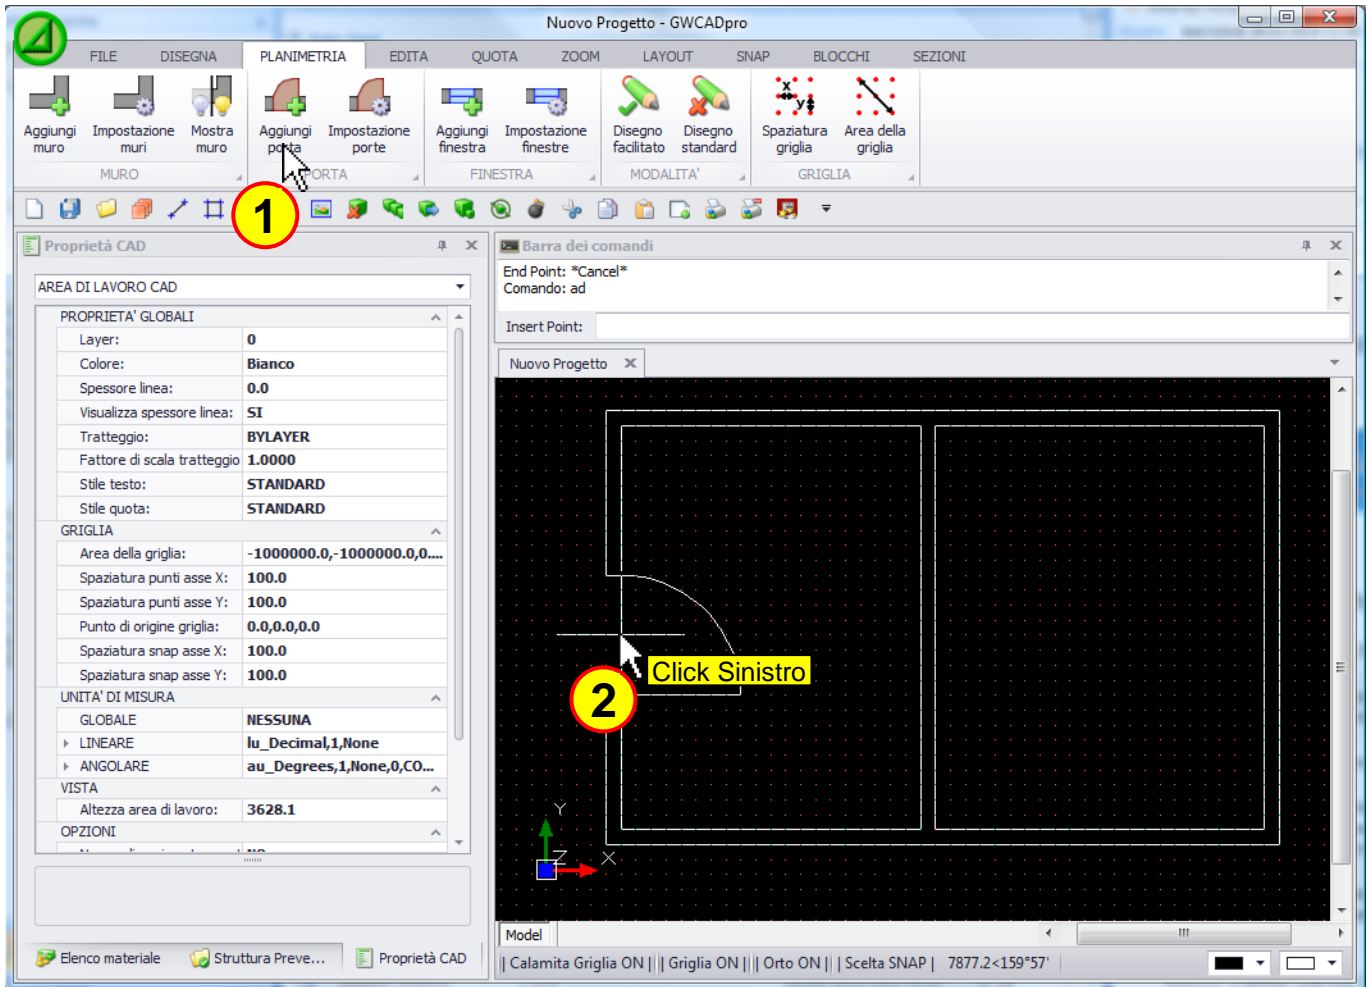 Nuovo Progetto - GWCADpro
FILE DISEGNA PLANIMETRIA EDITA QUOTA ZOOM LAYOUT SNAP BLOCCHI SEZIONI
x
y
Aggiungi muro
Impostazione muri
Mostra muro
Aggiungi porta
Impostazione porte
Aggiungi finestra
Impostazione finestre
Disegno facilitato
Disegno standard
Spaziatura griglia
Area della griglia
MURO PORTA FINESTRA MODALITA' GRIGLIA
1
Proprietà CAD
AREA DI LAVORO CAD
PROPRIETA' GLOBALI
Layer: 0
Colore: Bianco
Spessore linea: 0.0
Visualizza spessore linea: SI
Tratteggio: BYLAYER
Fattore di scala tratteggio 1.0000
Stile testo: STANDARD
Stile quota: STANDARD
GRIGLIA
Area della griglia: -1000000.0,-1000000.0,0....
Spaziatura punti asse X: 100.0
Spaziatura punti asse Y: 100.0
Punto di origine griglia: 0.0,0.0,0.0
Spaziatura snap asse X: 100.0
Spaziatura snap asse Y: 100.0
UNITA' DI MISURA
GLOBALE NESSUNA
LINEARE lu_Decimal,1,None
ANGOLARE au_Degrees,1,None,0,CO...
VISTA
Altezza area di lavoro: 3628.1
OPZIONI
Elenco materiale Struttura Preve... Proprietà CAD
Barra dei comandi
End Point: *Cancel*
Comando: ad
Insert Point:
Nuovo Progetto
Click Sinistro
2
Y
Z X
Model
|| Calamita Griglia ON | || Griglia ON | || Orto ON | | | Scelta SNAP | 7877.2<159°57'